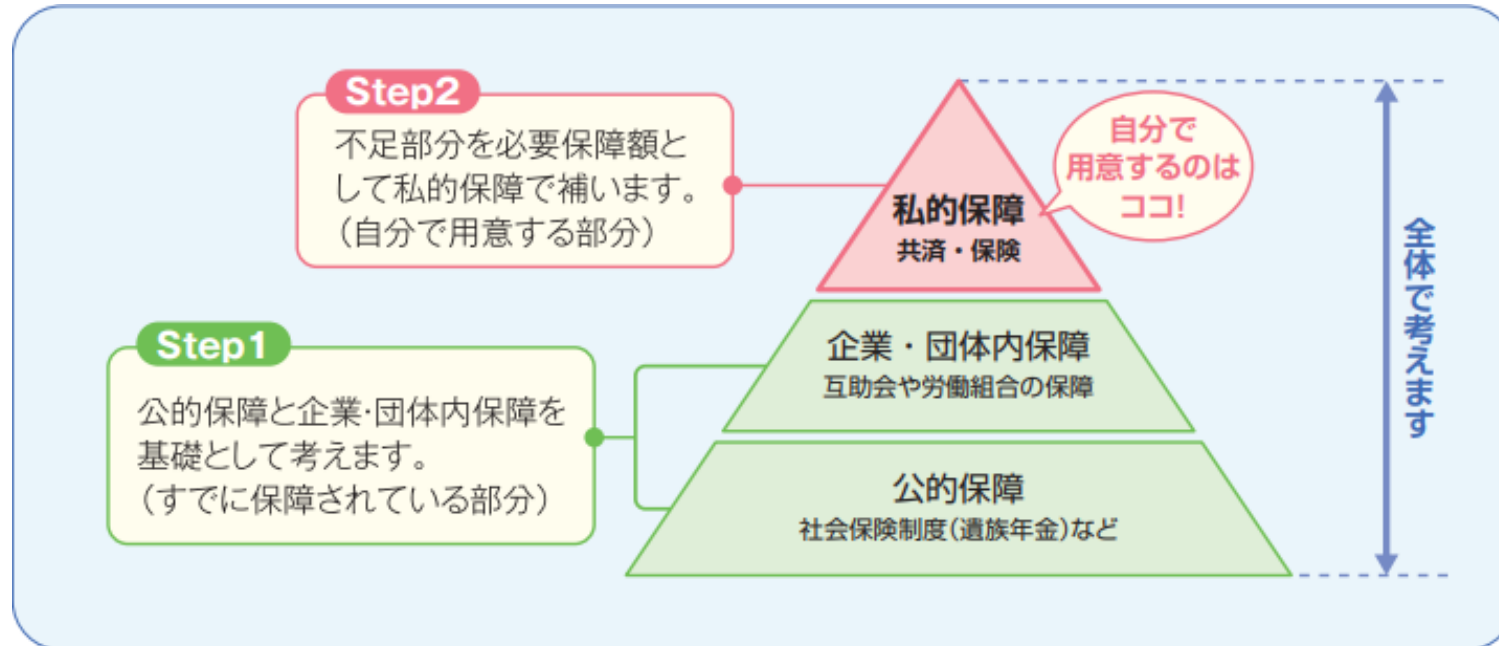 Step2
不足部分を必要保障額と
して私的保障で補います。
（自分で用意する部分）
自分で
用意するのは
ココ!
私的保障
共済・保険
全体で考えます
Step1
公的保障と企業・団体内保障を
基礎として考えます。
（すでに保障されている部分）
企業・団体内保障
互助会や労働組合の保障
公的保障
社会保険制度(遺族年金)など